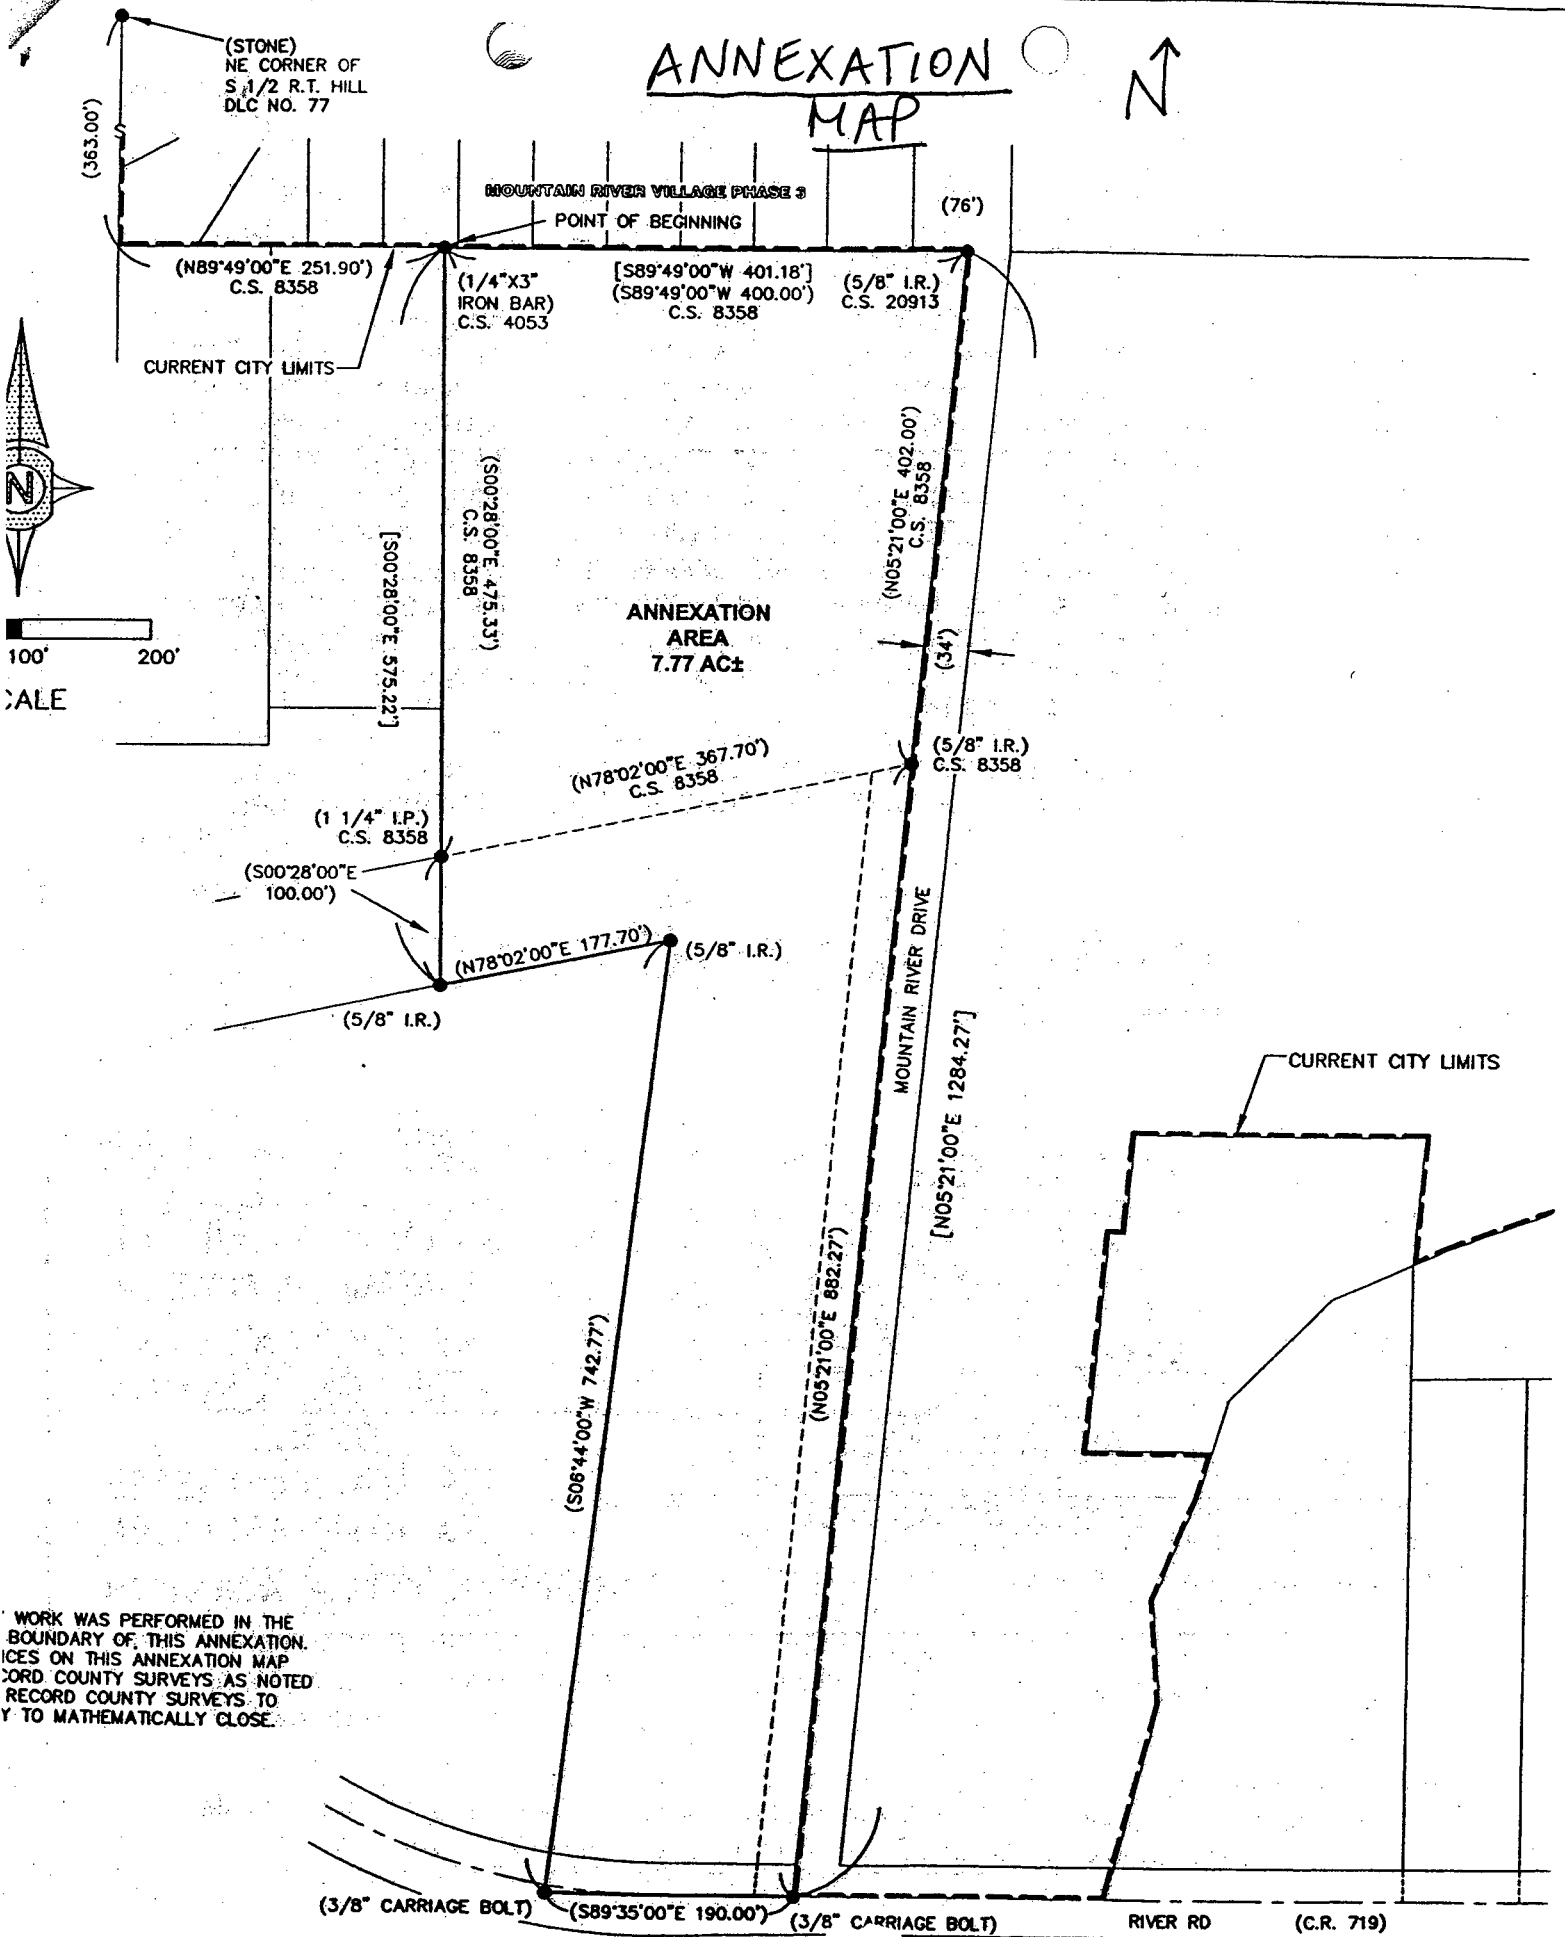 ANNEXATION
MAP
N
(STONE)
NE CORNER OF
S 1/2 R.T. HILL
DLC NO. 77
(363.00')
S
MOUNTAIN RIVER VILLAGE PHASE 3
POINT OF BEGINNING
(76')
(N89°49'00"E 251.90')
C.S. 8358
(1/4"X3"
IRON BAR)
C.S. 4053
[S89°49'00"W 401.18']
(S89°49'00"W 400.00')
C.S. 8358
(5/8" I.R.)
C.S. 20913
CURRENT CITY LIMITS
N
100'
200'
CALE
(S00°28'00"E 475.33')
C.S. 8358
[S00°28'00"E 575.22']
(N05°21'00"E 402.00')
C.S. 8358
ANNEXATION
AREA
7.77 AC±
(34')
(N78°02'00"E 367.70')
C.S. 8358
(5/8" I.R.)
C.S. 8358
(1 1/4" I.P.)
C.S. 8358
(S00°28'00"E
100.00')
(N78°02'00"E 177.70')
(5/8" I.R.)
(5/8" I.R.)
MOUNTAIN RIVER DRIVE
[N05°21'00"E 1284.27']
CURRENT CITY LIMITS
(N05°21'00"E 882.27')
(S06°44'00"W 742.77')
WORK WAS PERFORMED IN THE
BOUNDARY OF THIS ANNEXATION.
ICES ON THIS ANNEXATION MAP
CORD COUNTY SURVEYS AS NOTED
RECORD COUNTY SURVEYS TO
Y TO MATHEMATICALLY CLOSE.
(3/8" CARRIAGE BOLT)
(S89°35'00"E 190.00')
(3/8" CARRIAGE BOLT)
RIVER RD
(C.R. 719)